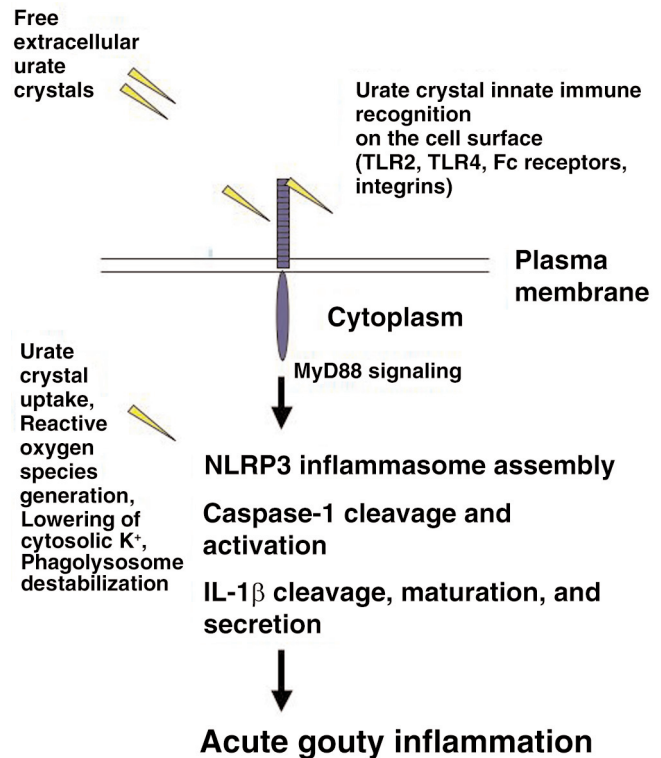 Free
extracellular
urate
crystals
Urate crystal innate immune
recognition
on the cell surface
(TLR2, TLR4, Fc receptors,
integrins)
Plasma
membrane
Cytoplasm
MyD88 signaling
Urate
crystal
uptake,
Reactive
oxygen
species
generation,
Lowering of
cytosolic K⁺,
Phagolysosome
destabilization
NLRP3 inflammasome assembly
Caspase-1 cleavage and
activation
IL-1β cleavage, maturation, and
secretion
Acute gouty inflammation